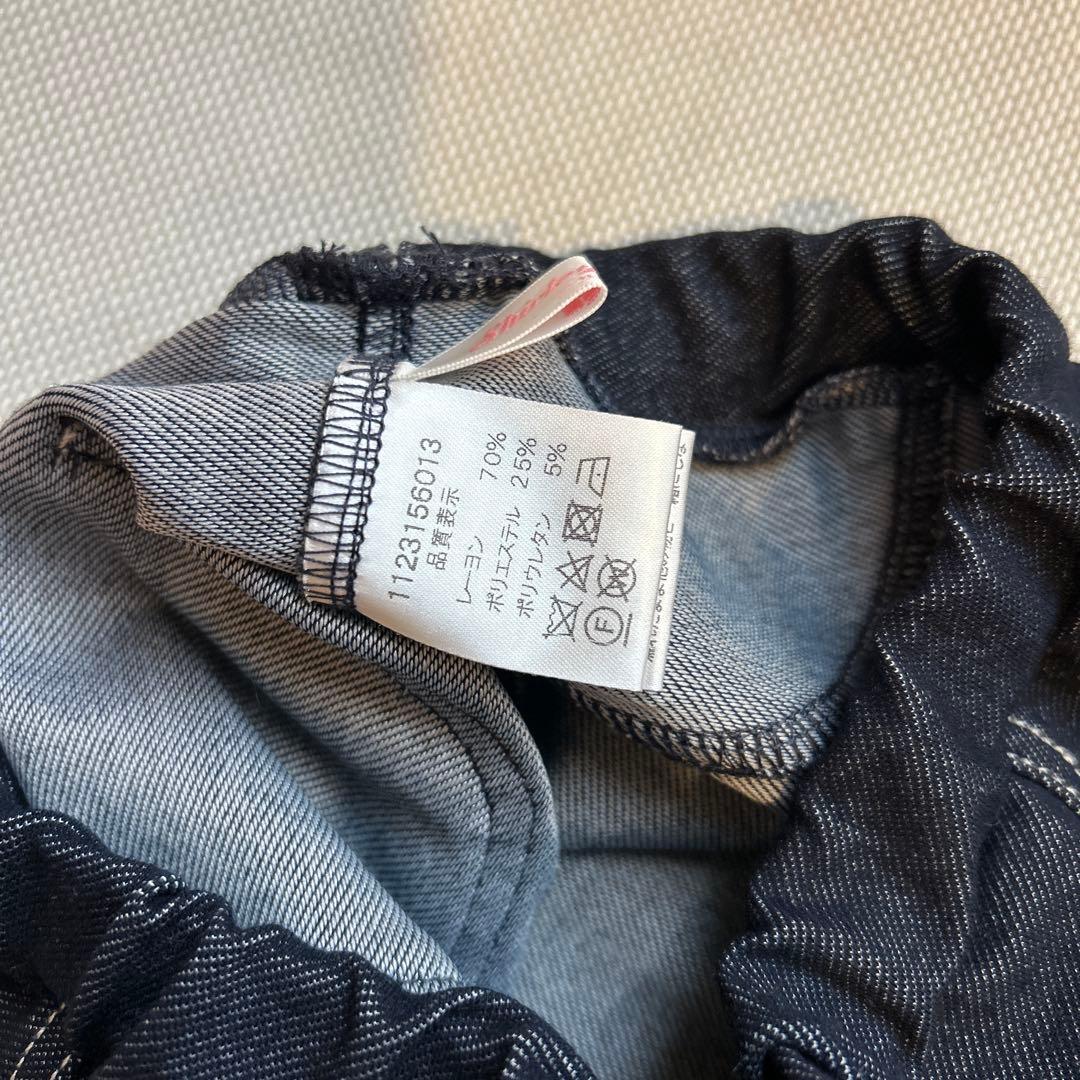 1123156013
品質表示
レーヨン 70%
ポリエステル 25%
ポリウレタン 5%
F W